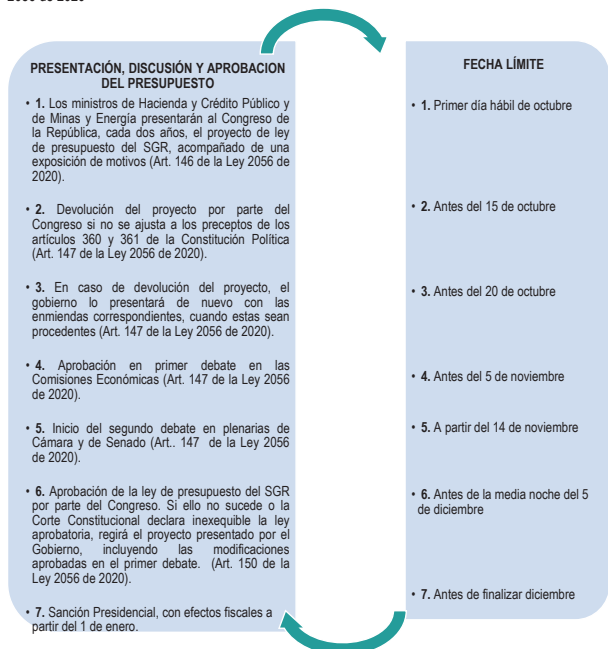 PRESENTACIÓN, DISCUSIÓN Y APROBACION
DEL PRESUPUESTO
• 1. Los ministros de Hacienda y Crédito Público y
de Minas y Energía presentarán al Congreso de
la República, cada dos años, el proyecto de ley
de presupuesto del SGR, acompañado de una
exposición de motivos (Art. 146 de la Ley 2056 de
2020).
• 2. Devolución del proyecto por parte del
Congreso si no se ajusta a los preceptos de los
artículos 360 y 361 de la Constitución Política
(Art. 147 de la Ley 2056 de 2020).
• 3. En caso de devolución del proyecto, el
gobierno lo presentará de nuevo con las
enmiendas correspondientes, cuando estas sean
procedentes (Art. 147 de la Ley 2056 de 2020).
• 4. Aprobación en primer debate en las
Comisiones Económicas (Art. 147 de la Ley 2056
de 2020).
• 5. Inicio del segundo debate en plenarias de
Cámara y de Senado (Art.. 147 de la Ley 2056
de 2020).
• 6. Aprobación de la ley de presupuesto del SGR
por parte del Congreso. Si ello no sucede o la
Corte Constitucional declara inexequible la ley
aprobatoria, regirá el proyecto presentado por el
Gobierno, incluyendo las modificaciones
aprobadas en el primer debate. (Art. 150 de la
Ley 2056 de 2020).
• 7. Sanción Presidencial, con efectos fiscales a
partir del 1 de enero.
FECHA LÍMITE
• 1. Primer día hábil de octubre
• 2. Antes del 15 de octubre
• 3. Antes del 20 de octubre
• 4. Antes del 5 de noviembre
• 5. A partir del 14 de noviembre
• 6. Antes de la media noche del 5
de diciembre
• 7. Antes de finalizar diciembre